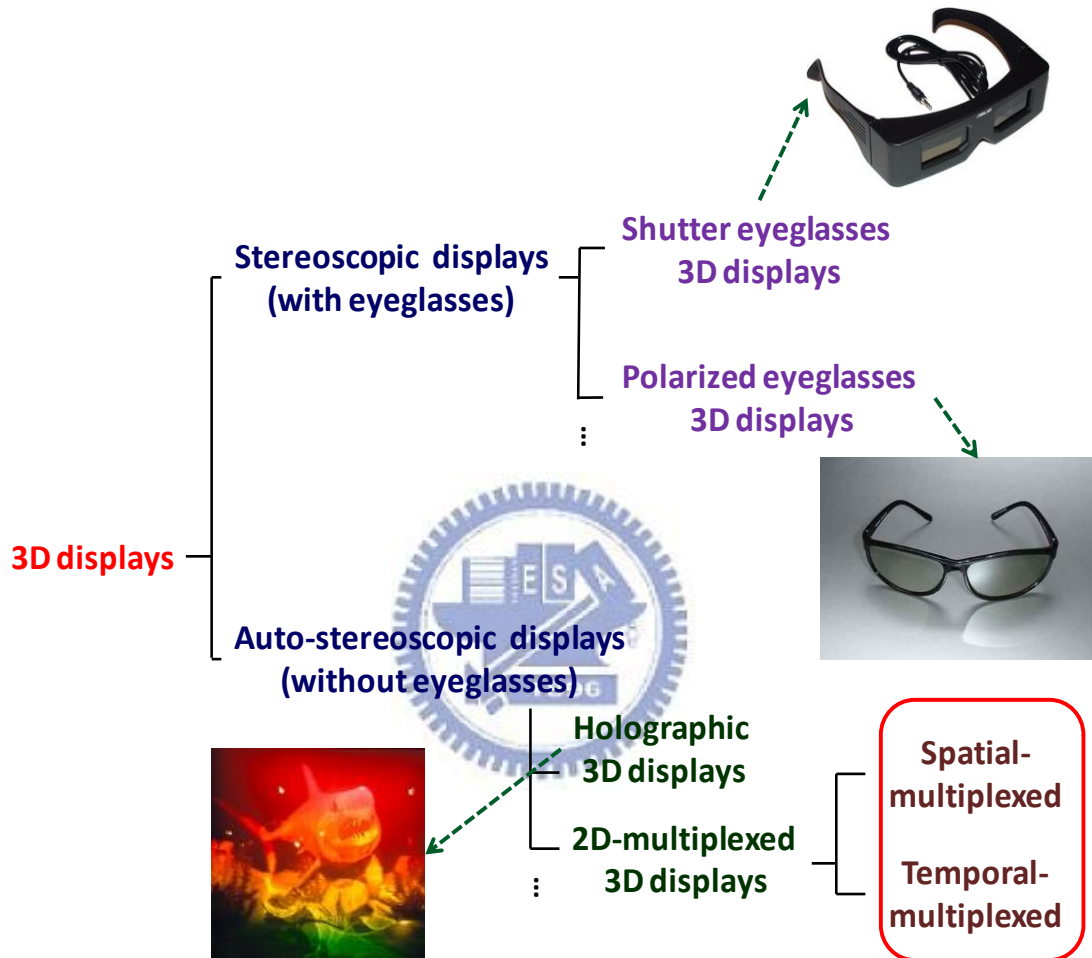 Shutter eyeglasses
3D displays
Stereoscopic displays
(with eyeglasses)
Polarized eyeglasses
3D displays
...
ESA
3D displays
Auto-stereoscopic displays
(without eyeglasses)
Holographic
3D displays
Spatial-
multiplexed
2D-multiplexed
3D displays
...
Temporal-
multiplexed